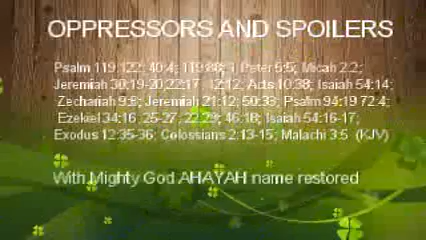 OPPRESSORS AND SPOILERS
Psalm 119:122; 40:4; 119:88; 1 Peter 5:5; Micah 2:2;
Jeremiah 30:19-20,22:17; 12:12; Acts 10:38; Isaiah 54:14;
Zechariah 9:8; Jeremiah 21:12; 50:33; Psalm 94:19 72:4;
Ezekiel 34:16; 25-27; 22:29; 46:18; Isaiah 54:16-17;
Exodus 12:35-36; Colossians 2:13-15; Malachi 3:5 (KJV)
With Mighty God AHAYAH name restored